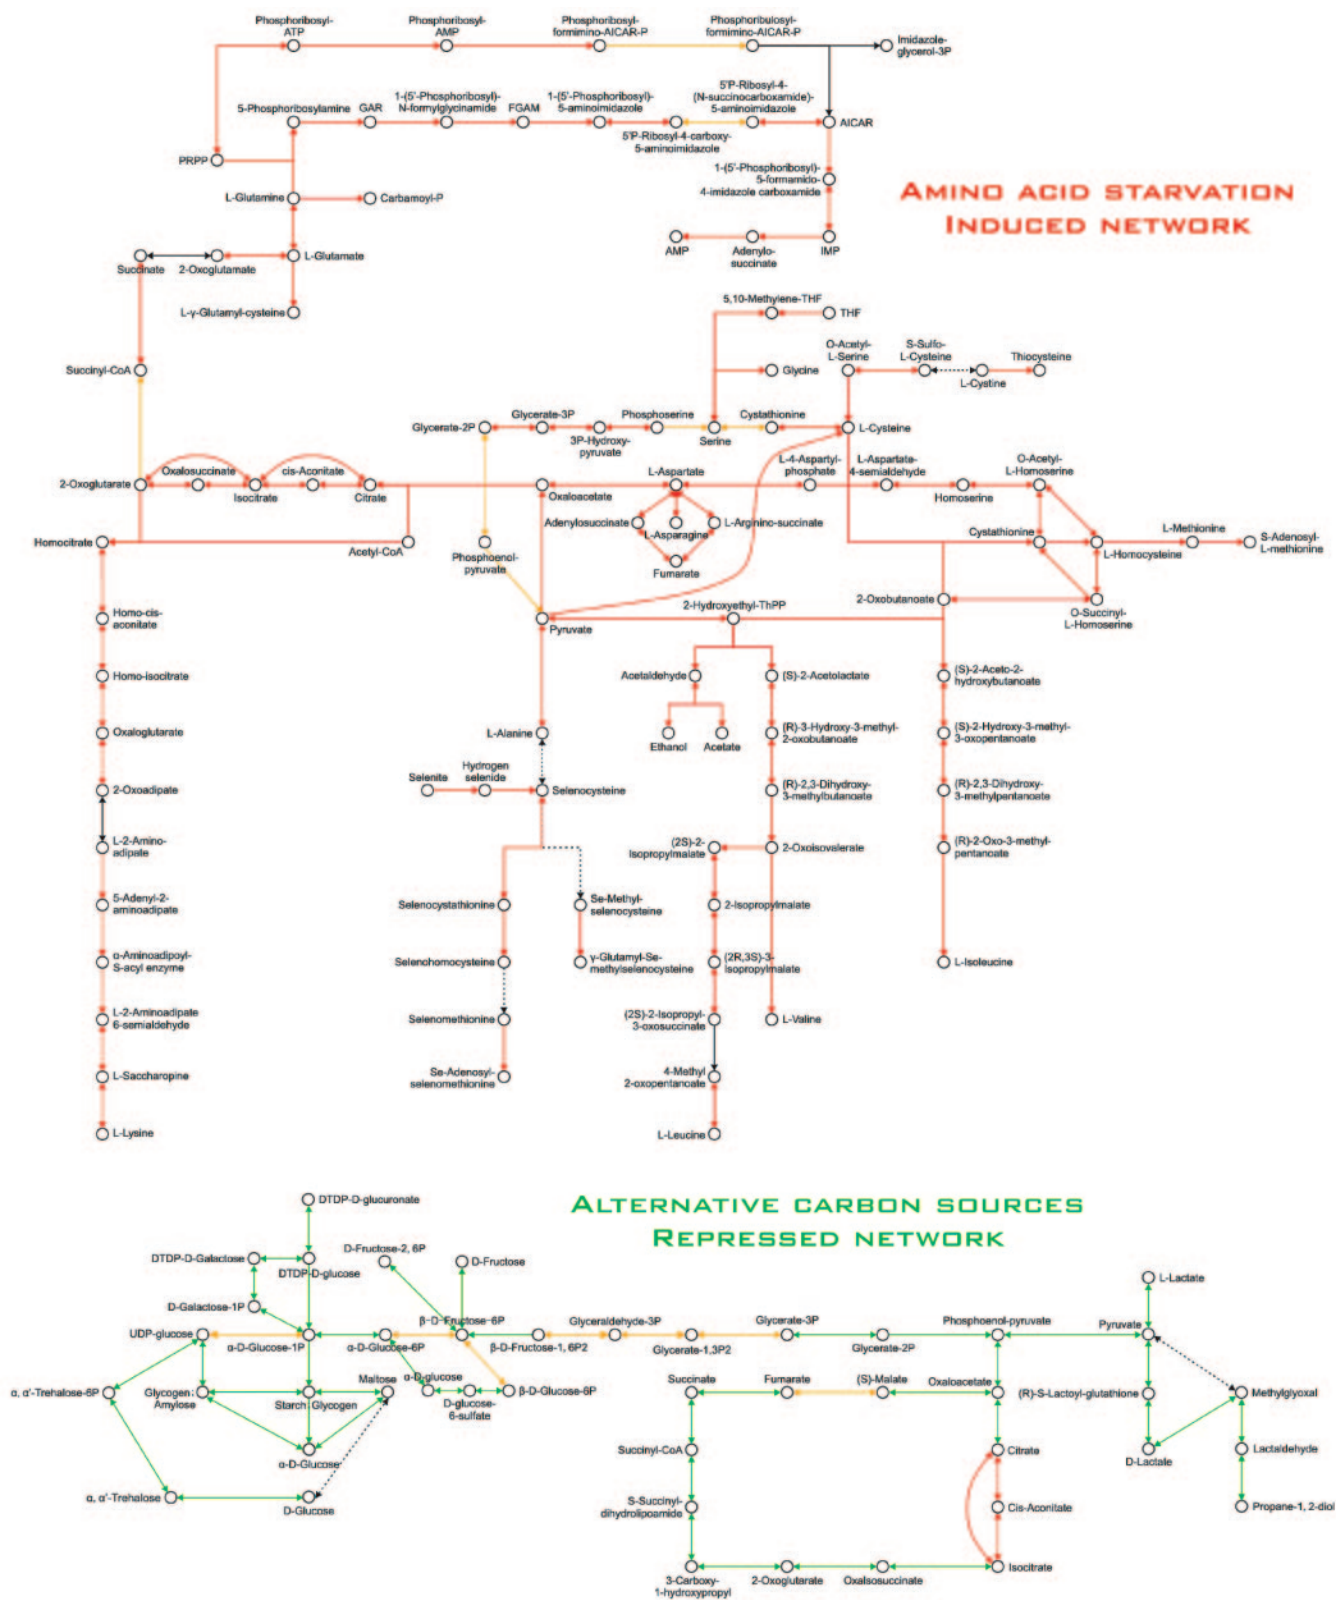 Phosphoribosyl-
ATP
Phosphoribosyl-
AMP
Phosphoribosyl-
formimino-AICAR-P
Phosphoribulosyl-
formimino-AICAR-P
Imidazole-
glycerol-3P
5-Phosphoribosylamine
GAR
1-(5'-Phosphoribosyl)-
N-formylglycinamide
FGAM
1-(5'-Phosphoribosyl)-
5-aminoimidazole
5'P-Ribosyl-4-
(N-succinocarboxamide)-
5-aminoimidazole
5'P-Ribosyl-4-carboxy-
5-aminoimidazole
AICAR
PRPP
1-(5'-Phosphoribosyl)-
5-formamido-
4-imidazole carboxamide
L-Glutamine
Carbamoyl-P
AMINO ACID STARVATION
INDUCED NETWORK
AMP
Adenylo-
succinate
IMP
Succinate
2-Oxoglutamate
L-Glutamate
L-γ-Glutamyl-cysteine
5,10-Methylene-THF
THF
Succinyl-CoA
Glycine
O-Acetyl-
L-Serine
S-Sulfo-
L-Cysteine
L-Cystine
Thiocysteine
Glycerate-2P
Glycerate-3P
3P-Hydroxy-
pyruvate
Phosphoserine
Serine
Cystathionine
L-Cysteine
2-Oxoglutarate
Oxalosuccinate
Isocitrate
cis-Aconitate
Citrate
Oxaloacetate
L-Aspartate
L-4-Aspartyl-
phosphate
L-Aspartate-
4-semialdehyde
Homoserine
O-Acetyl-
L-Homoserine
Adenylosuccinate
L-Asparagine
L-Arginino-succinate
Fumarate
Homocitrate
Acetyl-CoA
Phosphoenol-
pyruvate
Cystathionine
L-Homocysteine
L-Methionine
S-Adenosyl-
L-methionine
Homo-cis-
aconitate
Pyruvate
2-Hydroxyethyl-ThPP
2-Oxobutanoate
O-Succinyl-
L-Homoserine
Homo-isocitrate
Acetaldehyde
(S)-2-Acetolactate
(S)-2-Aceto-2-
hydroxybutanoate
Oxaloglutarate
L-Alanine
Ethanol
Acetate
(R)-3-Hydroxy-3-methyl-
2-oxobutanoate
(S)-2-Hydroxy-3-methyl-
3-oxopentanoate
2-Oxoadipate
Selenite
Hydrogen
selenide
Selenocysteine
(R)-2,3-Dihydroxy-
3-methylbutanoate
(R)-2,3-Dihydroxy-
3-methylpentanoate
L-2-Amino-
adipate
(2S)-2-
Isopropylmalate
2-Oxoisovalerate
(R)-2-Oxo-3-methyl-
pentanoate
5-Adenyl-2-
aminoadipate
Selenocystathionine
Se-Methyl-
selenocysteine
2-Isopropylmalate
α-Aminoadipoyl-
S-acyl enzyme
Selenohomocysteine
γ-Glutamyl-Se-
methylselenocysteine
(2R,3S)-3-
Isopropylmalate
L-Isoleucine
L-2-Aminoadipate
6-semialdehyde
Selenomethionine
(2S)-2-Isopropyl-
3-oxosuccinate
L-Valine
L-Saccharopine
Se-Adenosyl-
selenomethionine
4-Methyl
2-oxopentanoate
L-Lysine
L-Leucine
ALTERNATIVE CARBON SOURCES
REPRESSED NETWORK
DTDP-D-glucuronate
DTDP-D-Galactose
DTDP-D-glucose
D-Fructose-2, 6P
D-Fructose
L-Lactate
D-Galactose-1P
UDP-glucose
α-D-Glucose-1P
α-D-Glucose-6P
β-D-Fructose-6P
β-D-Fructose-1, 6P2
Glyceraldehyde-3P
Glycerate-1,3P2
Glycerate-3P
Glycerate-2P
Phosphoenol-pyruvate
Pyruvate
α, α'-Trehalose-6P
Glycogen;
Amylose
Starch Glycogen
Maltose
α-D-glucose
D-glucose-
6-sulfate
β-D-Glucose-6P
Succinate
Fumarate
(S)-Malate
Oxaloacetate
(R)-S-Lactoyl-glutathione
Methylglyoxal
α-D-Glucose
Succinyl-CoA
Citrate
D-Lactate
Lactaldehyde
α, α'-Trehalose
D-Glucose
S-Succinyl-
dihydrolipoamide
Cis-Aconitate
Propane-1, 2-diol
3-Carboxy-
1-hydroxypropyl
2-Oxoglutarate
Oxalsosuccinate
Isocitrate